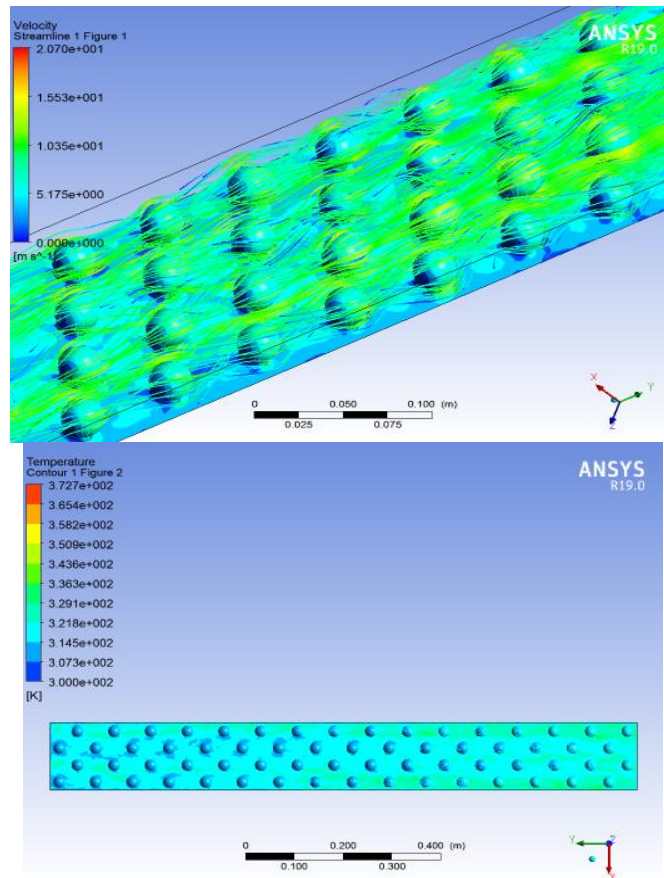 Velocity
Streamline 1 Figure 1
2.070e+001
1.553e+001
1.035e+001
5.175e+000
0.000e+000
[m s^-1]
ANSYS
R19.0
0 0.050 0.100 (m)
0.025 0.075
X Y
Z
Temperature
Contour 1 Figure 2
3.727e+002
3.654e+002
3.582e+002
3.509e+002
3.436e+002
3.363e+002
3.291e+002
3.218e+002
3.145e+002
3.073e+002
3.000e+002
[K]
ANSYS
R19.0
0 0.200 0.400 (m)
0.100 0.300
Y Z